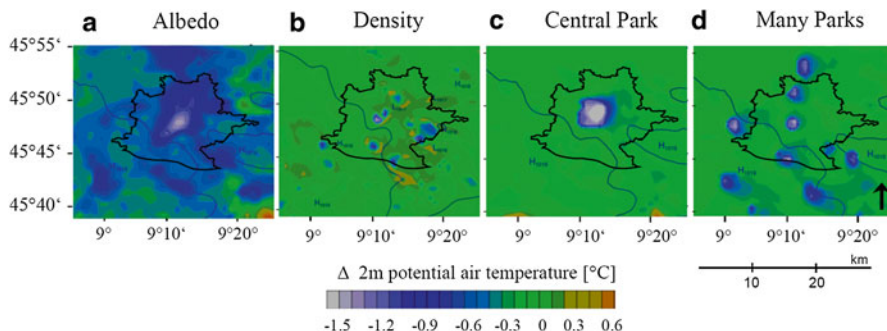 a Albedo b Density c Central Park d Many Parks
45°55‘
45°50‘
45°45‘
45°40‘
9° 9°10‘ 9°20‘ 9° 9°10‘ 9°20‘ 9° 9°10‘ 9°20‘ 9° 9°10‘ 9°20‘
km
10 20
Δ 2m potential air temperature [°C]
-1.5 -1.2 -0.9 -0.6 -0.3 0 0.3 0.6